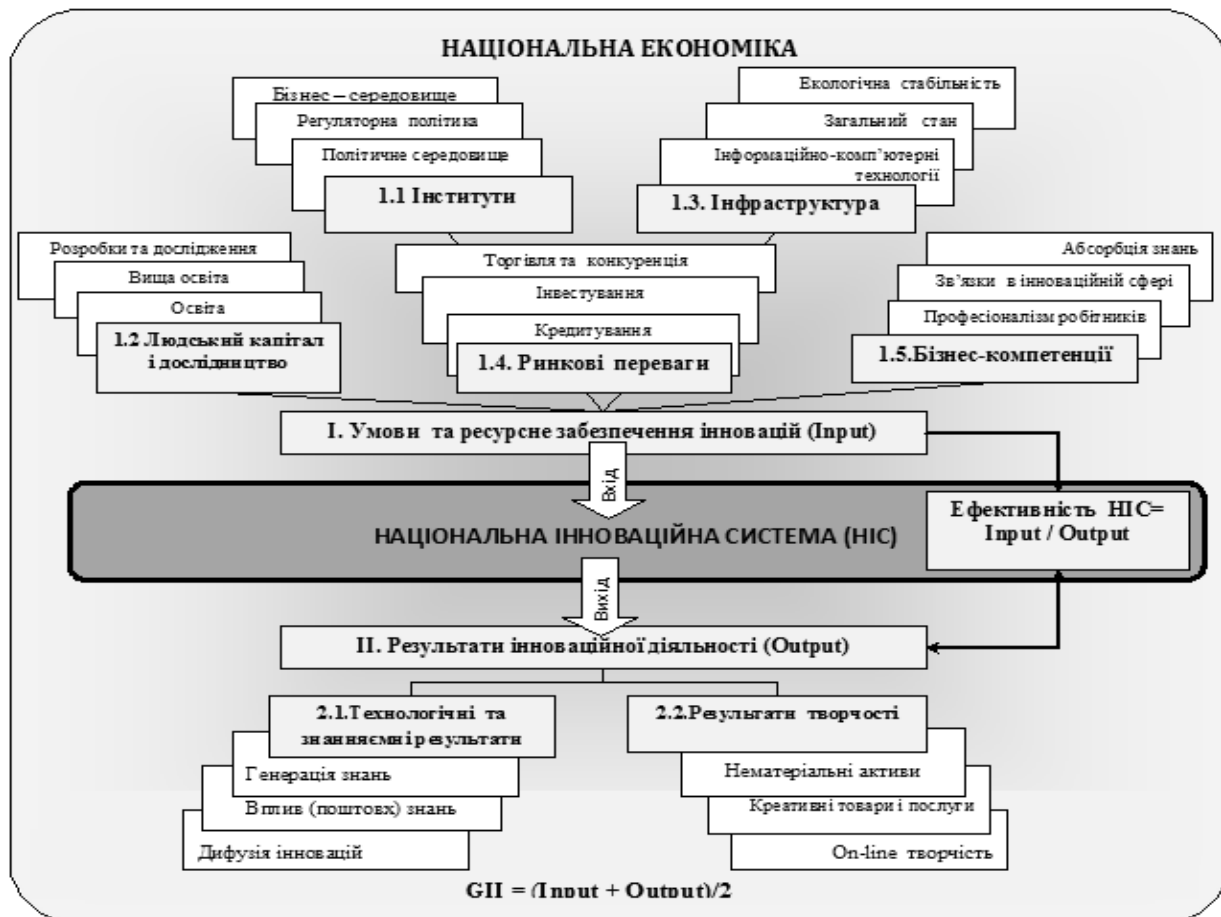 НАЦІОНАЛЬНА ЕКОНОМІКА
Бізнес – середовище
Регуляторна політика
Політичне середовище
1.1 Інститути
Екологічна стабільність
Загальний стан
Інформаційно-комп’ютерні
технології
1.3. Інфраструктура
Розробки та дослідження
Вища освіта
Освіта
1.2 Людський капітал
і дослідництво
Торгівля та конкуренція
Інвестування
Кредитування
1.4. Ринкові переваги
Абсорбція знань
Зв’язки в інноваційній сфері
Професіоналізм робітників
1.5.Бізнес-компетенції
І. Умови та ресурсне забезпечення інновацій (Input)
Вхід
НАЦІОНАЛЬНА ІННОВАЦІЙНА СИСТЕМА (НІС)
Ефективність НІС=
Input / Output
Вихід
ІІ. Результати інноваційної діяльності (Output)
2.1.Технологічні та
знанняємні результати
Генерація знань
Вплив (поштовх) знань
Дифузія інновацій
2.2.Результати творчості
Нематеріальні активи
Креативні товари і послуги
On-line творчість
GII = (Input + Output)/2